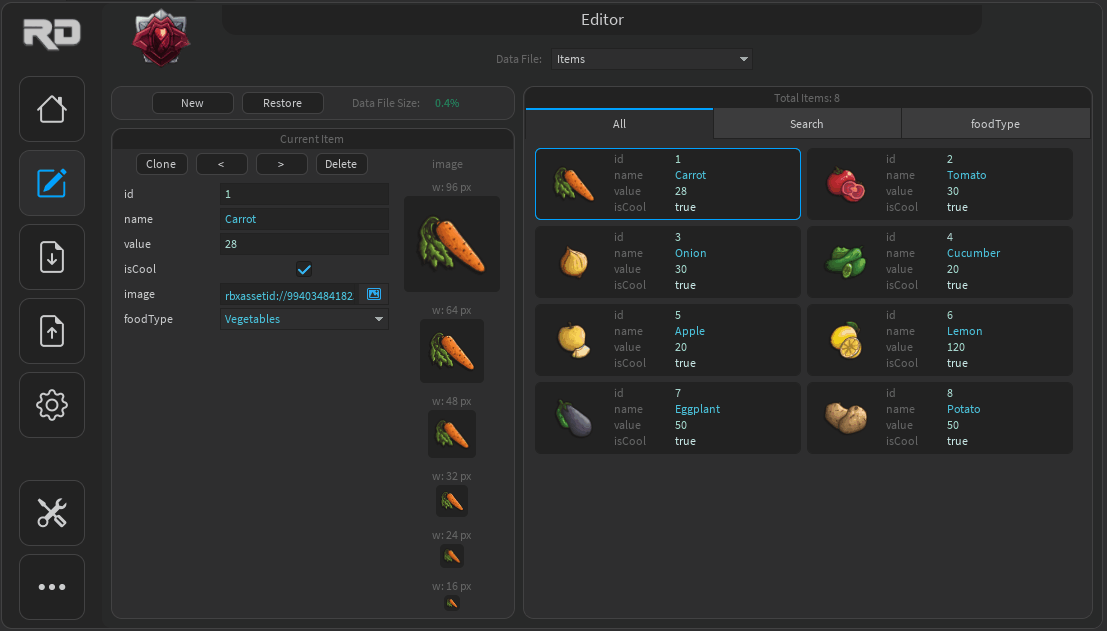 RD
Editor
Data File:
Items
New
Restore
Data File Size:
0.4%
Current Item
Clone
<
>
Delete
id
1
name
Carrot
value
28
isCool
image
rbxassetid://99403484182
foodType
Vegetables
image
w: 96 px
w: 64 px
w: 48 px
w: 32 px
w: 24 px
w: 16 px
Total Items: 8
All
Search
foodType
id 1
name Carrot
value 28
isCool true
id 2
name Tomato
value 30
isCool true
id 3
name Onion
value 30
isCool true
id 4
name Cucumber
value 20
isCool true
id 5
name Apple
value 20
isCool true
id 6
name Lemon
value 120
isCool true
id 7
name Eggplant
value 50
isCool true
id 8
name Potato
value 50
isCool true